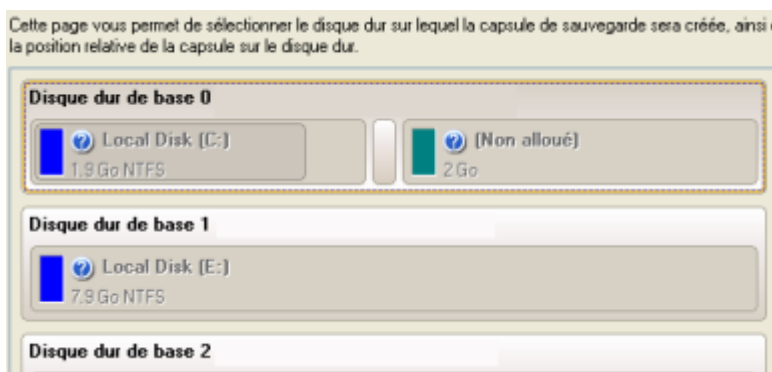 Cette page vous permet de sélectionner le disque dur sur lequel la capsule de sauvegarde sera créée, ainsi
la position relative de la capsule sur le disque dur.
Disque dur de base 0
Local Disk (C:)
1.9 Go NTFS
(Non alloué)
2 Go
Disque dur de base 1
Local Disk (E:)
7.9 Go NTFS
Disque dur de base 2